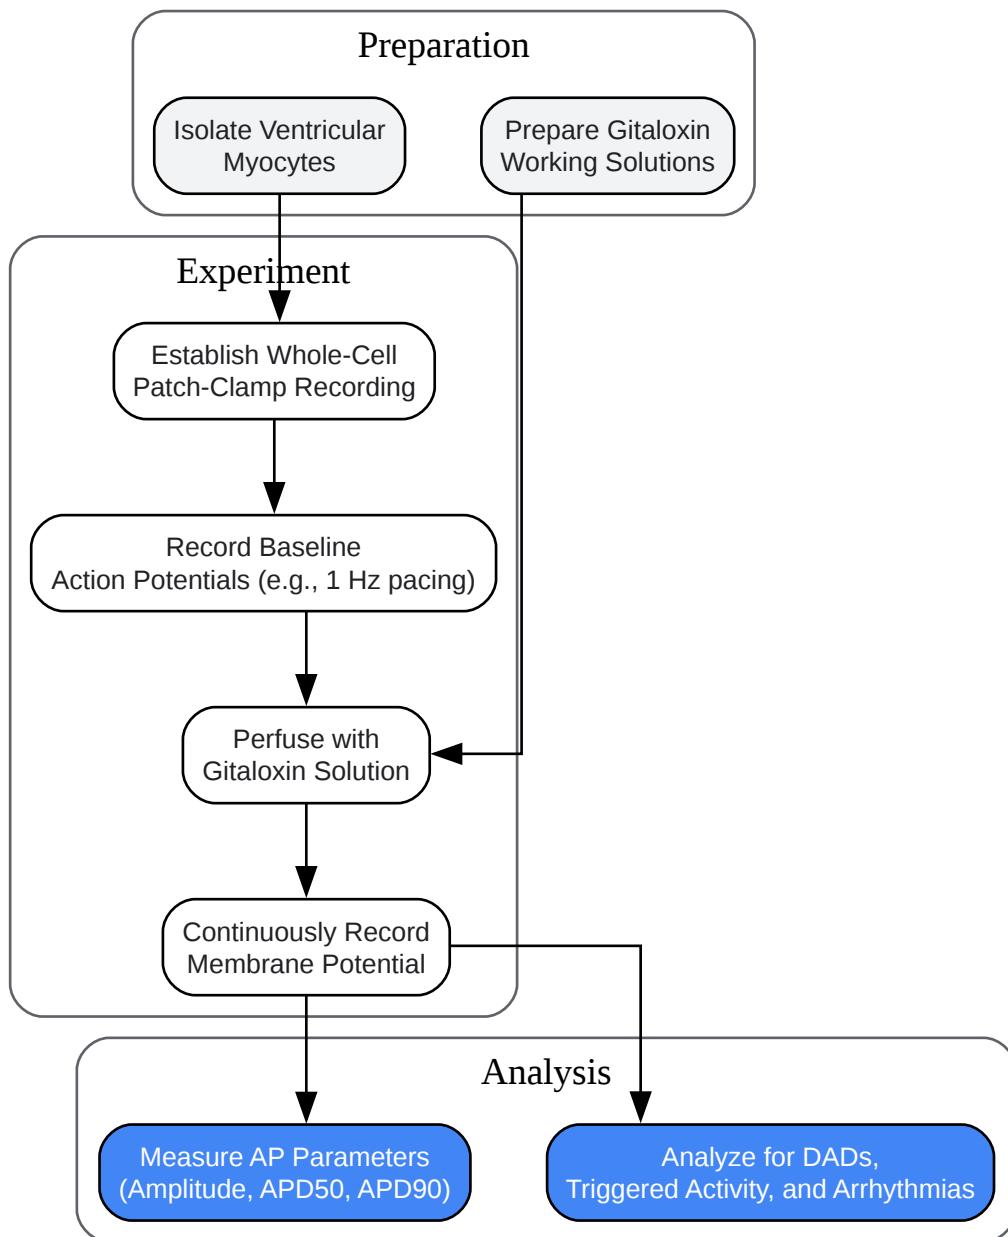 Preparation
Isolate Ventricular
Myocytes
Prepare Gitaloxin
Working Solutions
Experiment
Establish Whole-Cell
Patch-Clamp Recording
Record Baseline
Action Potentials (e.g., 1 Hz pacing)
Perfuse with
Gitaloxin Solution
Continuously Record
Membrane Potential
Analysis
Measure AP Parameters
(Amplitude, APD50, APD90)
Analyze for DADs,
Triggered Activity, and Arrhythmias